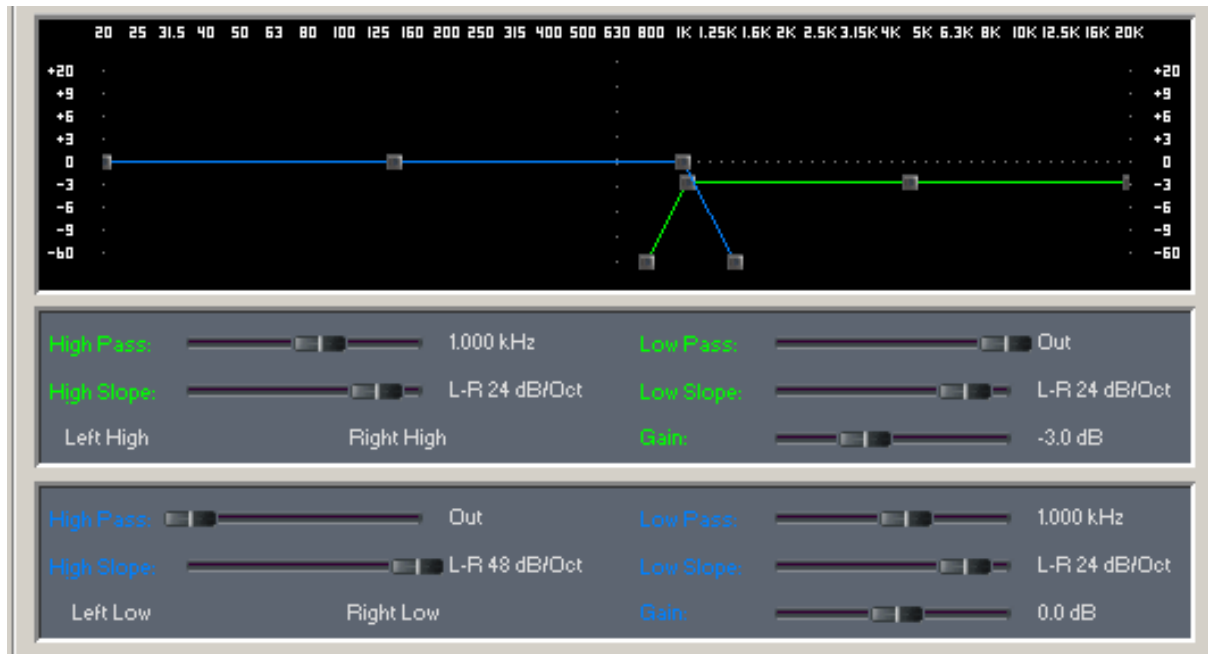 20 25 31.5 40 50 63 80 100 125 160 200 250 315 400 500 630 800 1K 1.25K 1.6K 2K 2.5K 3.15K 4K 5K 6.3K 8K 10K 12.5K 16K 20K
+20 +20
+9 +9
+6 +6
+3 +3
0 0
-3 -3
-6 -6
-9 -9
-60 -60
High Pass: 1.000 kHz Low Pass: Out
High Slope: L-R 24 dB/Oct Low Slope: L-R 24 dB/Oct
Left High Right High Gain: -3.0 dB
High Pass: Out Low Pass: 1.000 kHz
High Slope: L-R 48 dB/Oct Low Slope: L-R 24 dB/Oct
Left Low Right Low Gain: 0.0 dB